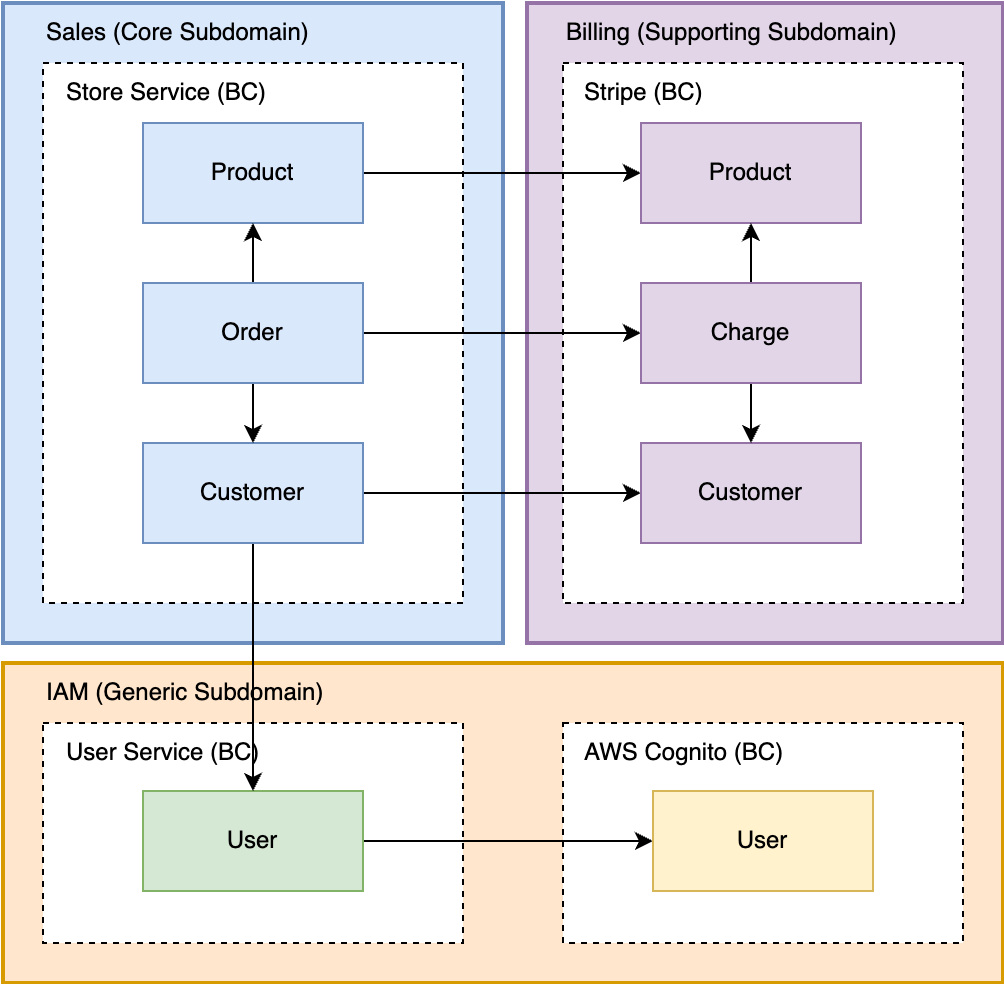 Sales (Core Subdomain)
Store Service (BC)
Product
Order
Customer
Billing (Supporting Subdomain)
Stripe (BC)
Product
Charge
Customer
IAM (Generic Subdomain)
User Service (BC)
User
AWS Cognito (BC)
User